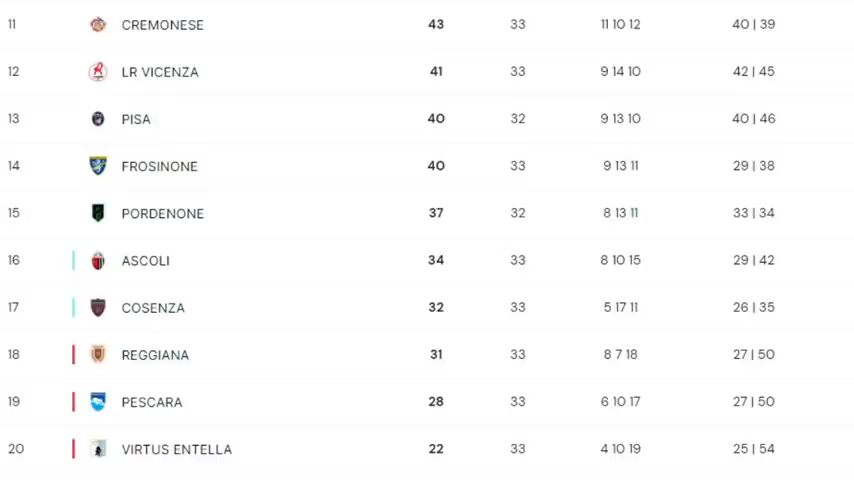 11 CREMONESE 43 33 11 10 12 40 | 39
12 LR VICENZA 41 33 9 14 10 42 | 45
13 PISA 40 32 9 13 10 40 | 46
14 FROSINONE 40 33 9 13 11 29 | 38
15 PORDENONE 37 32 8 13 11 33 | 34
16 ASCOLI 34 33 8 10 15 29 | 42
17 COSENZA 32 33 5 17 11 26 | 35
18 REGGIANA 31 33 8 7 18 27 | 50
19 PESCARA 28 33 6 10 17 27 | 50
20 VIRTUS ENTELLA 22 33 4 10 19 25 | 54